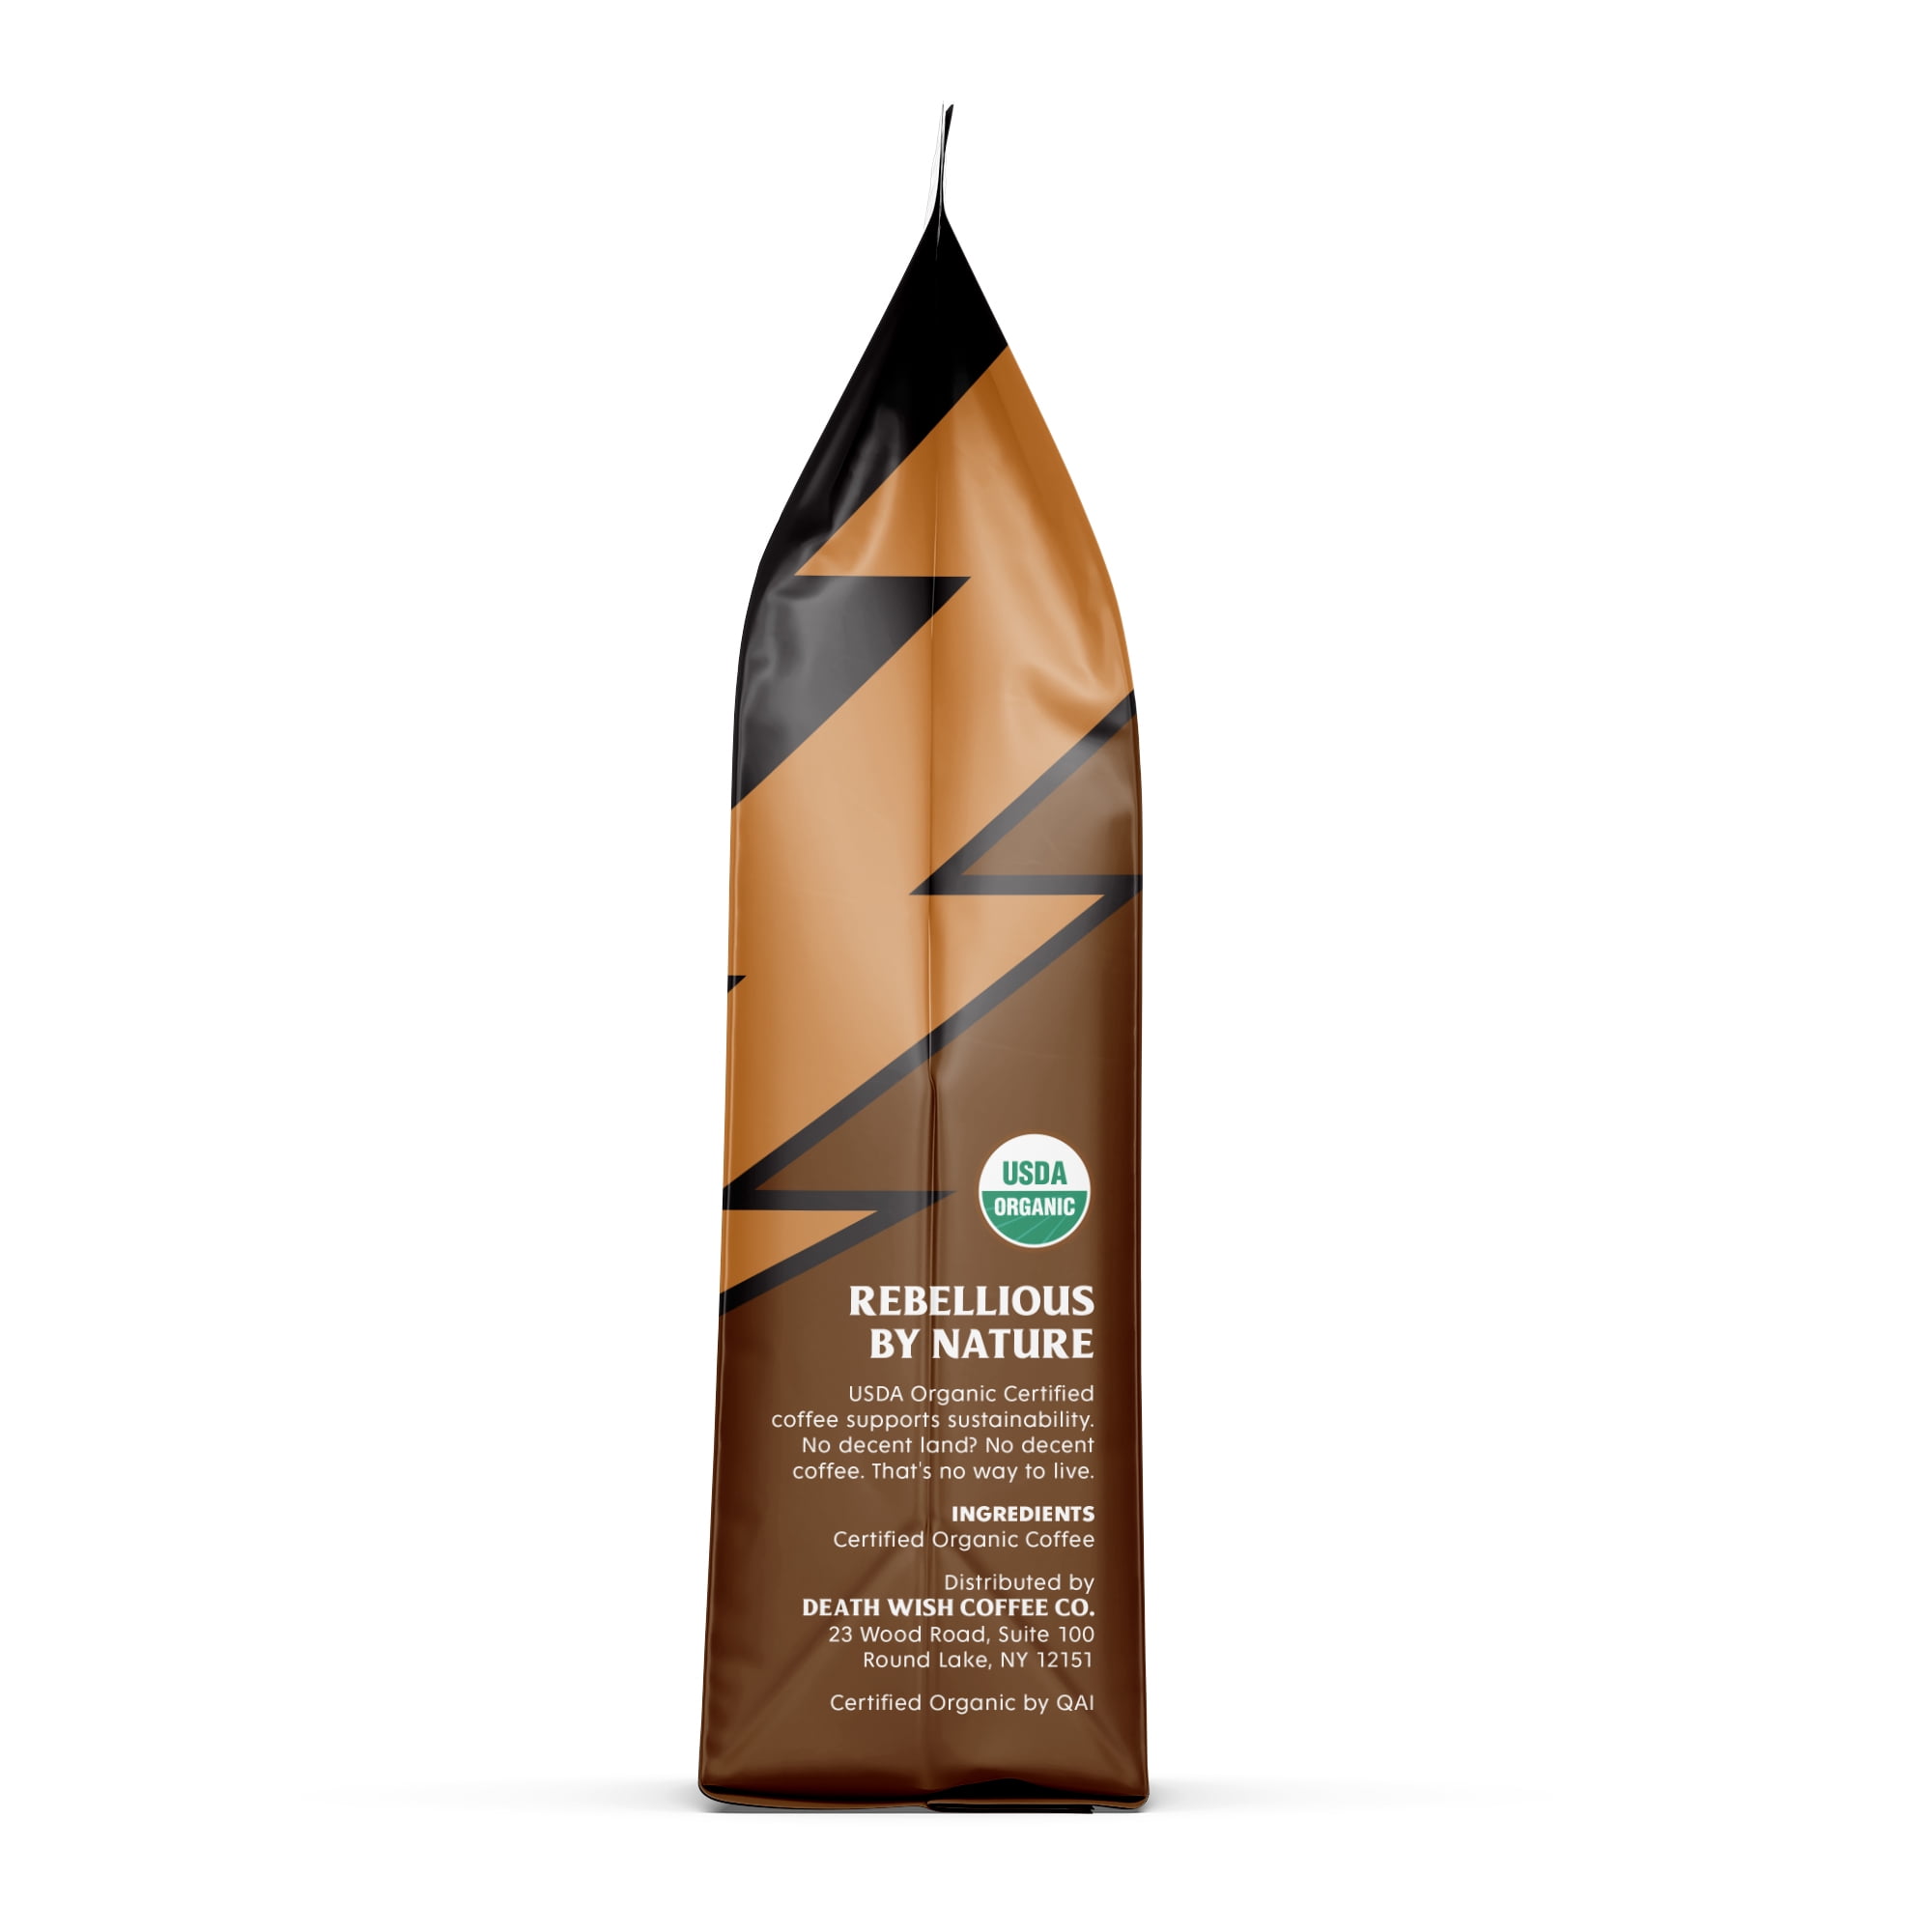 USDA
ORGANIC
REBELLIOUS
BY NATURE
USDA Organic Certified
coffee supports sustainability.
No decent land? No decent
coffee. That's no way to live.
INGREDIENTS
Certified Organic Coffee
Distributed by
DEATH WISH COFFEE CO.
23 Wood Road, Suite 100
Round Lake, NY 12151
Certified Organic by QAI